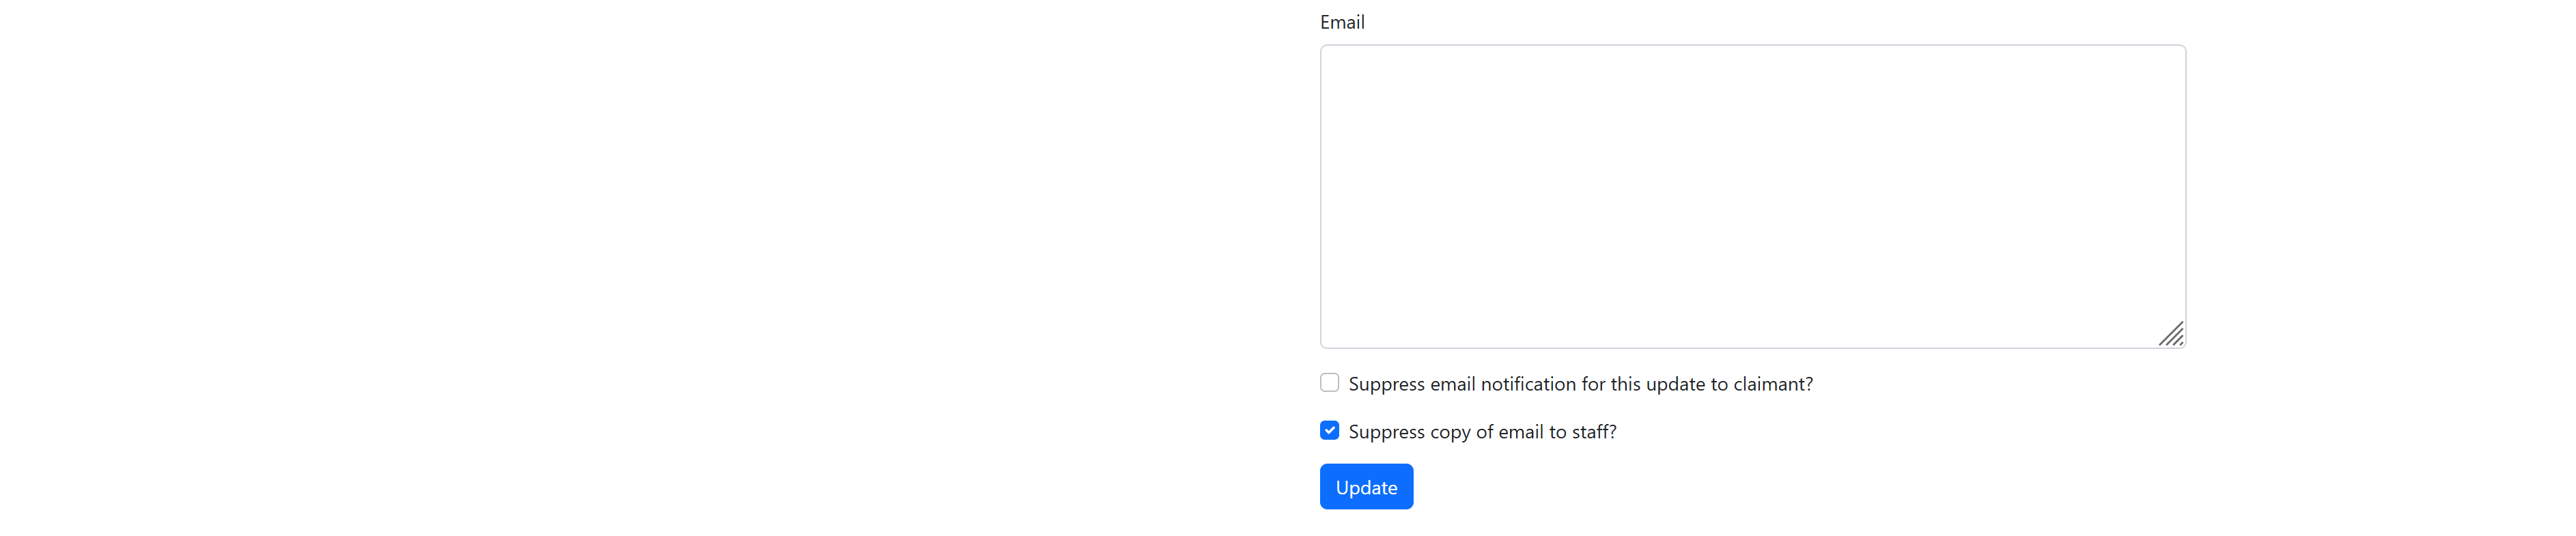 Email
Suppress email notification for this update to claimant?
Suppress copy of email to staff?
Update